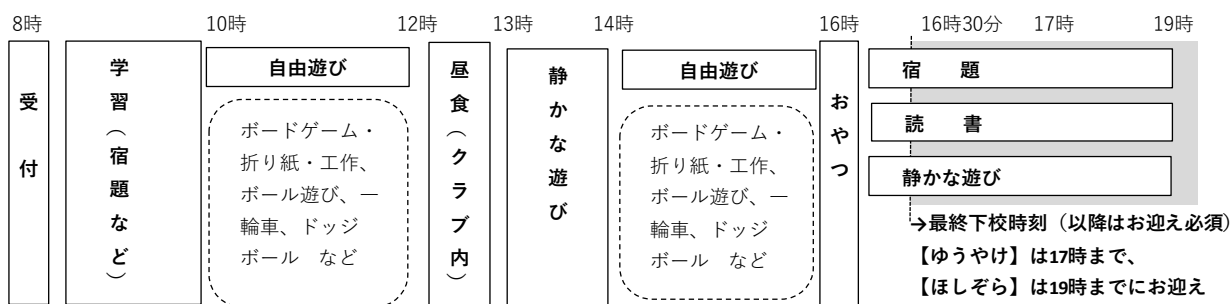 8時 10時 12時 13時 14時 16時 16時30分 17時 19時
受付
学習(宿題など)
自由遊び
ボードゲーム・
折り紙・工作、
ボール遊び、一
輪車、ドッジ
ボール など
昼食(クラブ内)
静かな遊び
自由遊び
ボードゲーム・
折り紙・工作、
ボール遊び、一
輪車、ドッジ
ボール など
おやつ
宿 題
読 書
静かな遊び
→最終下校時刻(以降はお迎え必須)
【ゆうやけ】は17時まで、
【ほしぞら】は19時までにお迎え